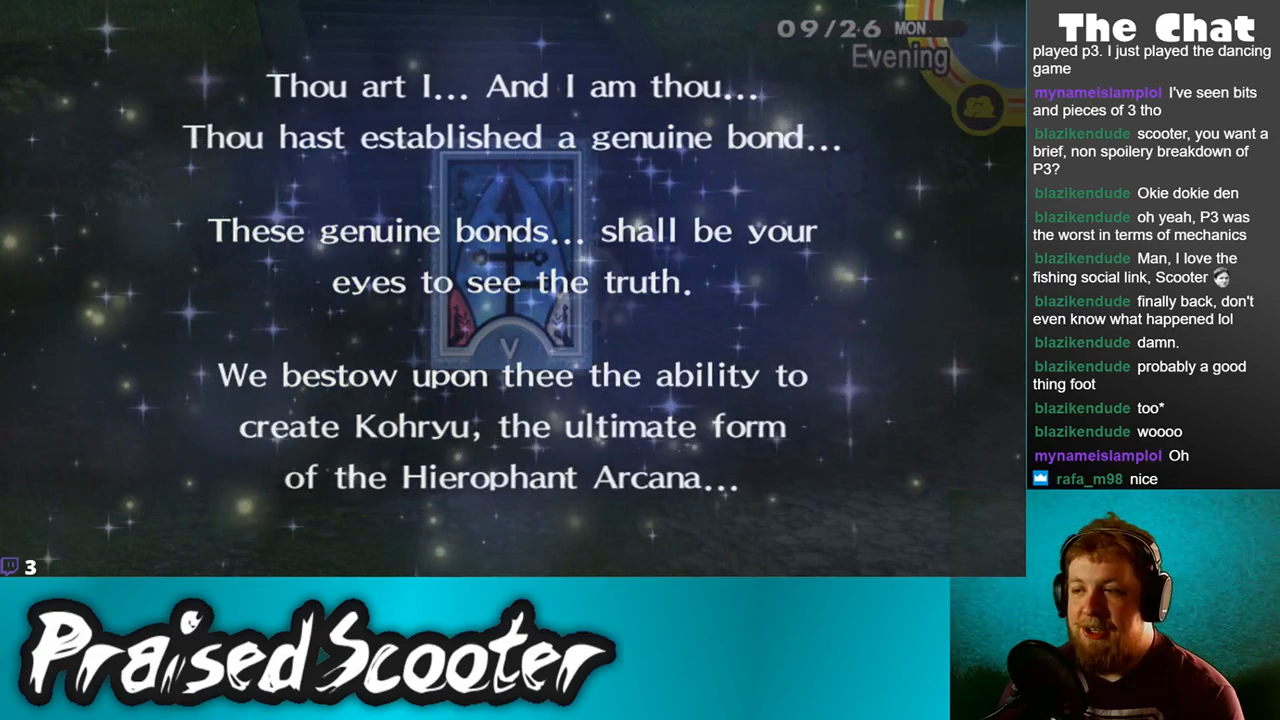 09/26 MON
Evening
Thou art I... And I am thou...
Thou hast established a genuine bond...
These genuine bonds... shall be your
eyes to see the truth.
V
We bestow upon thee the ability to
create Kohryu, the ultimate form
of the Hierophant Arcana...
3
PraisedScooter
The Chat
played p3. I just played the dancing
game
mynameislamplol I've seen bits
and pieces of 3 tho
blazikendude scooter, you want a
brief, non spoilery breakdown of
P3?
blazikendude Okie dokie den
blazikendude oh yeah, P3 was
the worst in terms of mechanics
blazikendude Man, I love the
fishing social link, Scooter
blazikendude finally back, don't
even know what happened lol
blazikendude damn.
blazikendude probably a good
thing foot
blazikendude too*
blazikendude woooo
mynameislamplol Oh
rafa_m98 nice